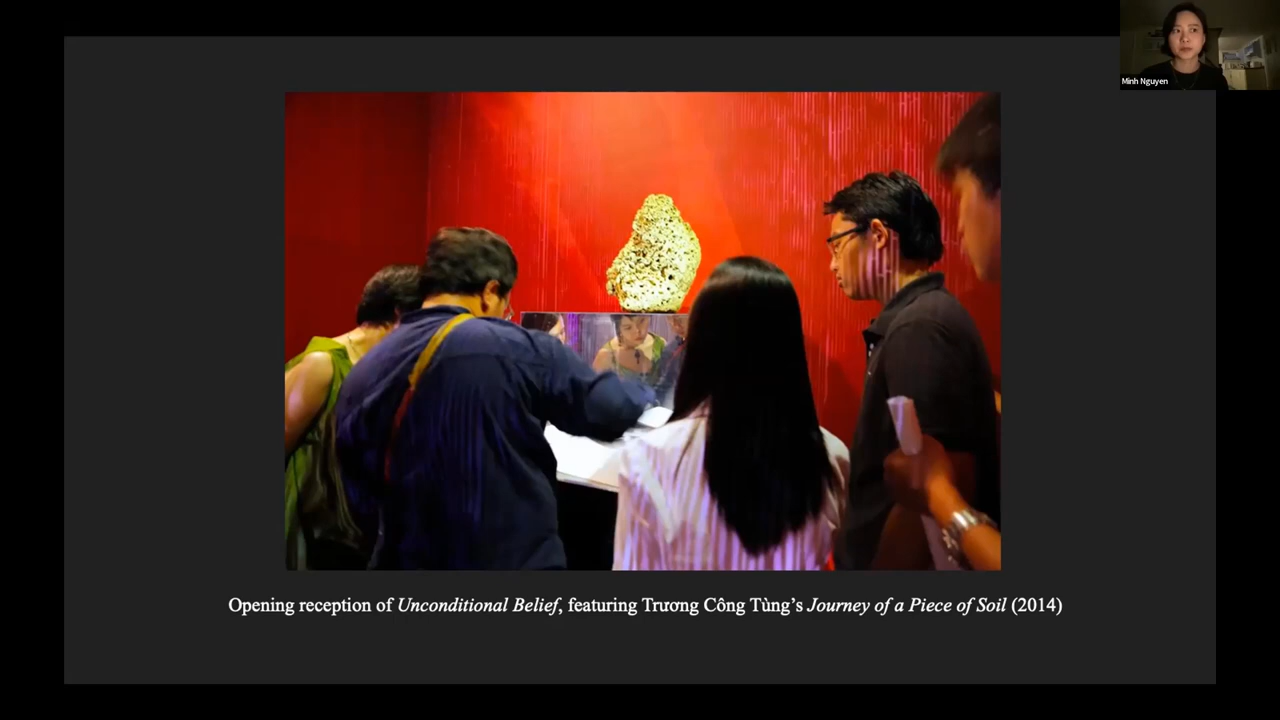 Minh Nguyen
Opening reception of Unconditional Belief, featuring Trương Công Tùng’s Journey of a Piece of Soil (2014)